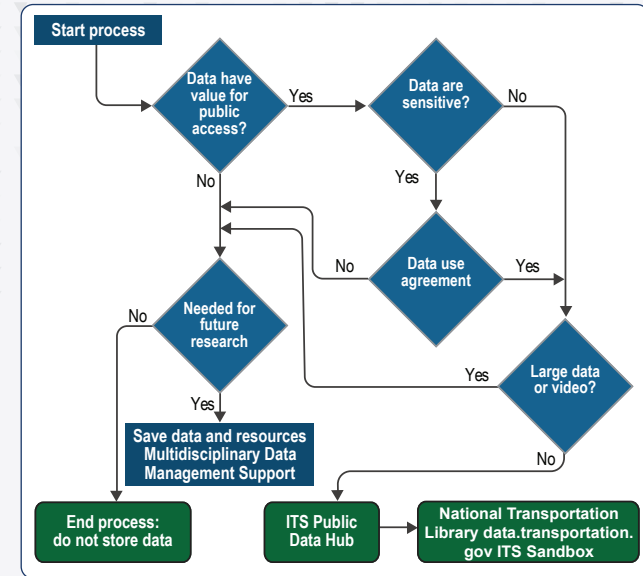 Start process
Data have
value for
public
access?
Yes
Data are
sensitive?
No
No
Yes
Data use
agreement
No
Yes
Needed for
future
research
No
Yes
Large data
or video?
Yes
No
Save data and resources
Multidisciplinary Data
Management Support
End process:
do not store data
ITS Public
Data Hub
National Transportation
Library data.transportation.
gov ITS Sandbox